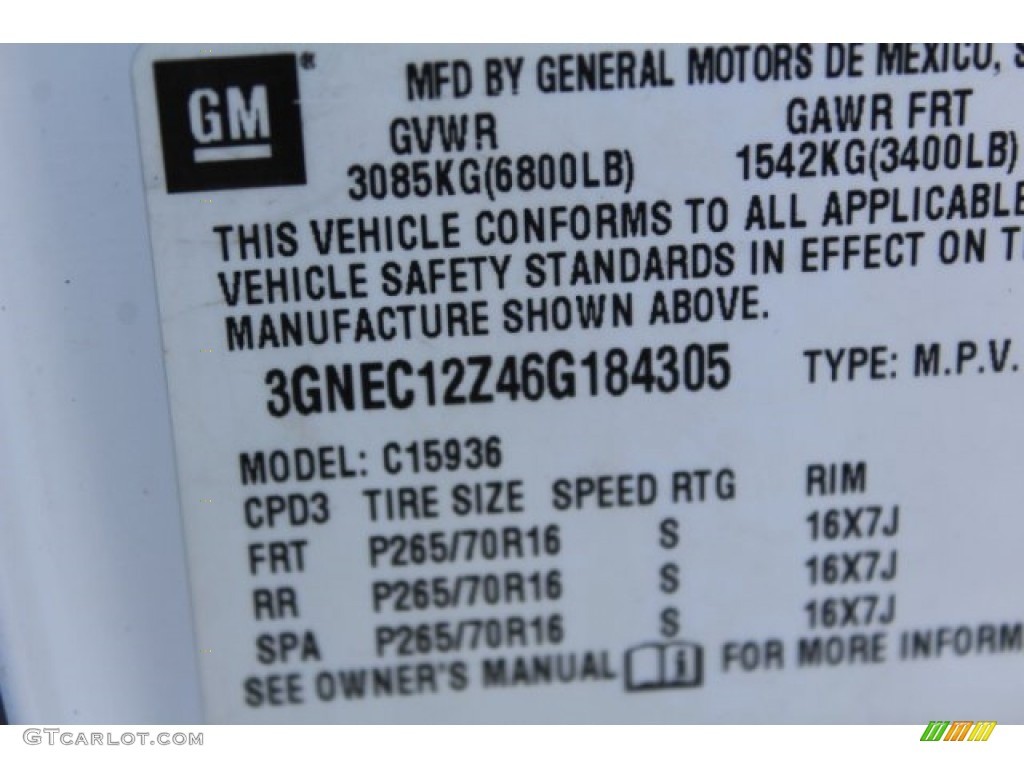 GM®
MFD BY GENERAL MOTORS DE MEXICO,
GVWR GAWR FRT
3085KG(6800LB) 1542KG(3400LB)
THIS VEHICLE CONFORMS TO ALL APPLICABLE
VEHICLE SAFETY STANDARDS IN EFFECT ON
MANUFACTURE SHOWN ABOVE.
3GNEC12Z46G184305 TYPE: M.P.V.
MODEL: C15936
CPD3 TIRE SIZE SPEED RTG RIM
FRT P265/70R16 S 16X7J
RR P265/70R16 S 16X7J
SPA P265/70R16 S 16X7J
SEE OWNER'S MANUAL FOR MORE INFORM
GTCARLOT.COM